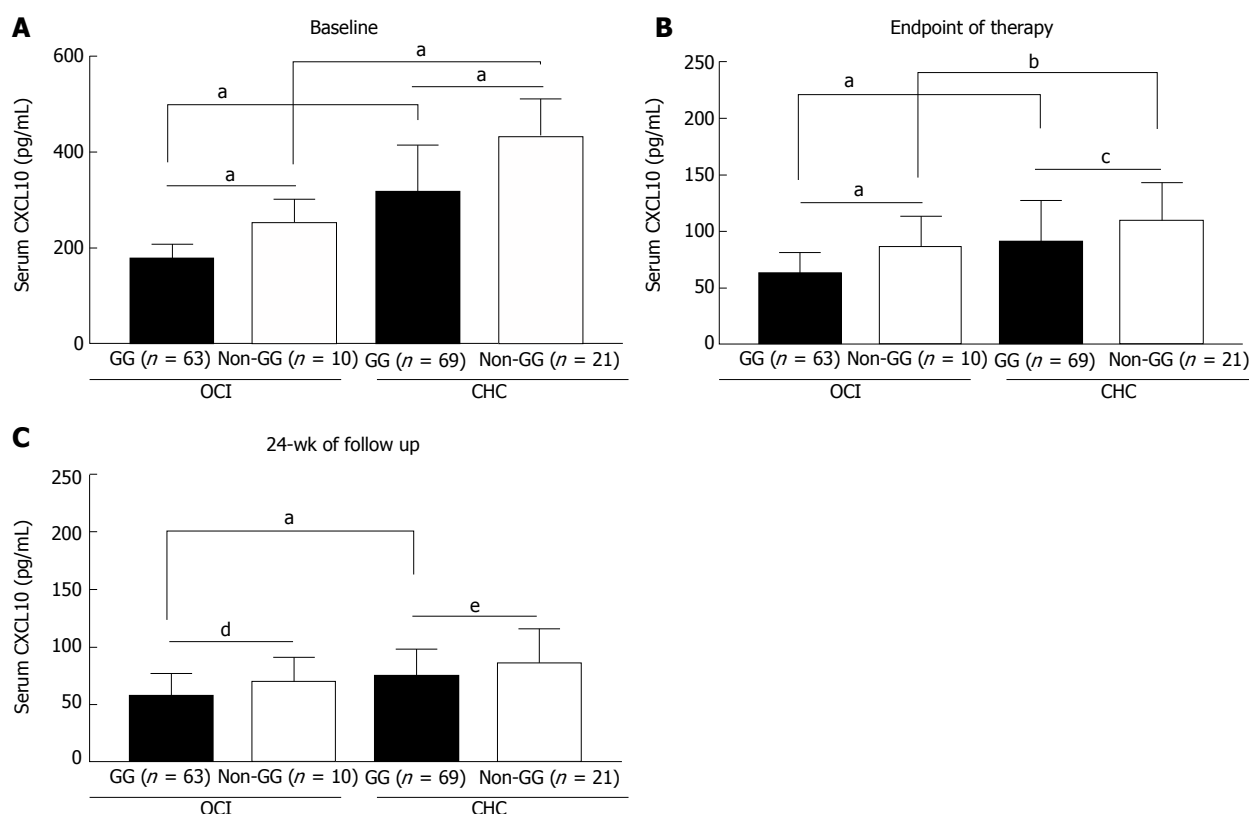 A
Baseline
Serum CXCL10 (pg/mL)
600
400
200
0
a
a
a
a
GG (n = 63) Non-GG (n = 10) GG (n = 69) Non-GG (n = 21)
OCI CHC
B
Endpoint of therapy
Serum CXCL10 (pg/mL)
250
200
150
100
50
0
b
a
c
a
GG (n = 63) Non-GG (n = 10) GG (n = 69) Non-GG (n = 21)
OCI CHC
C
24-wk of follow up
Serum CXCL10 (pg/mL)
250
200
150
100
50
0
a
e
d
GG (n = 63) Non-GG (n = 10) GG (n = 69) Non-GG (n = 21)
OCI CHC